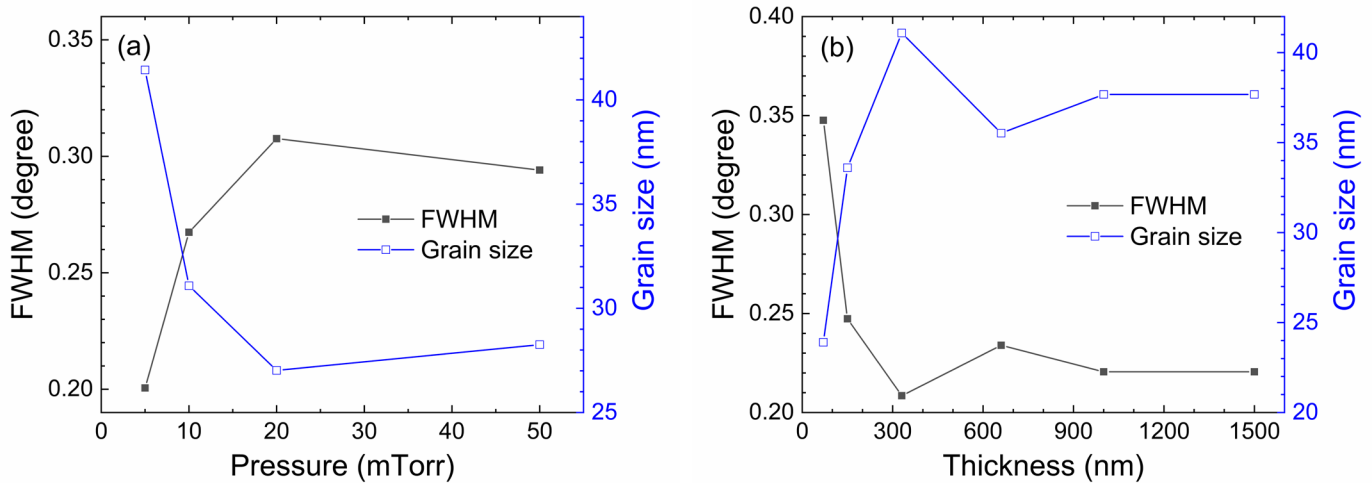 (a)
FWHM (degree)
0.35
0.30
0.25
0.20
0
10
20
30
40
50
Pressure (mTorr)
FWHM
Grain size
40
35
30
25
Grain size (nm)
(b)
FWHM (degree)
0.40
0.35
0.30
0.25
0.20
0
300
600
900
1200
1500
Thickness (nm)
FWHM
Grain size
40
35
30
25
20
Grain size (nm)